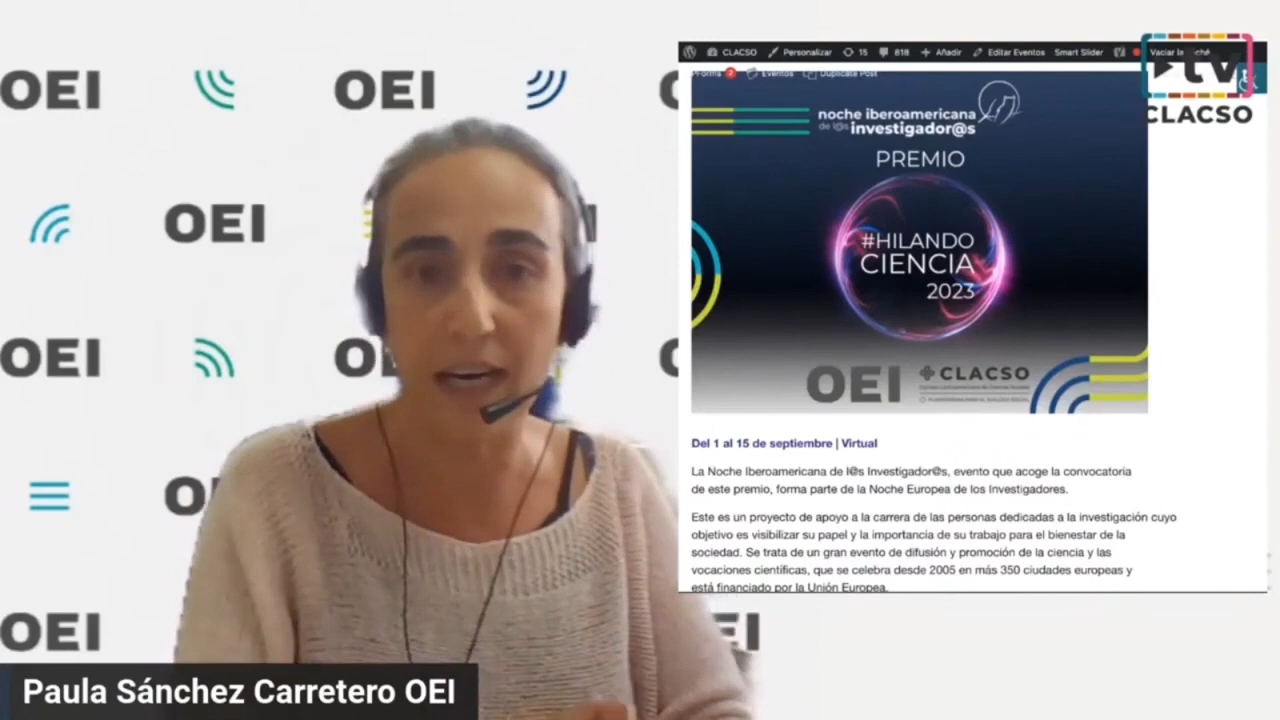 OEI
OEI
OEI
OEI
OEI
OEI
Paula Sánchez Carretero OEI
CLACSO Personalizar 15 818 Añadir Editar Eventos Smart Slider
Forms 2 Eventos Duplicate Post
tv
CLACSO
noche iberoamericana
de l@s investigador@s
PREMIO
#HILANDO
CIENCIA
2023
OEI
CLACSO
Del 1 al 15 de septiembre | Virtual
La Noche Iberoamericana de l@s Investigador@s, evento que acoge la convocatoria
de este premio, forma parte de la Noche Europea de los Investigadores.
Este es un proyecto de apoyo a la carrera de las personas dedicadas a la investigación cuyo
objetivo es visibilizar su papel y la importancia de su trabajo para el bienestar de la
sociedad. Se trata de un gran evento de difusión y promoción de la ciencia y las
vocaciones científicas, que se celebra desde 2005 en más 350 ciudades europeas y
está financiado por la Unión Europea.